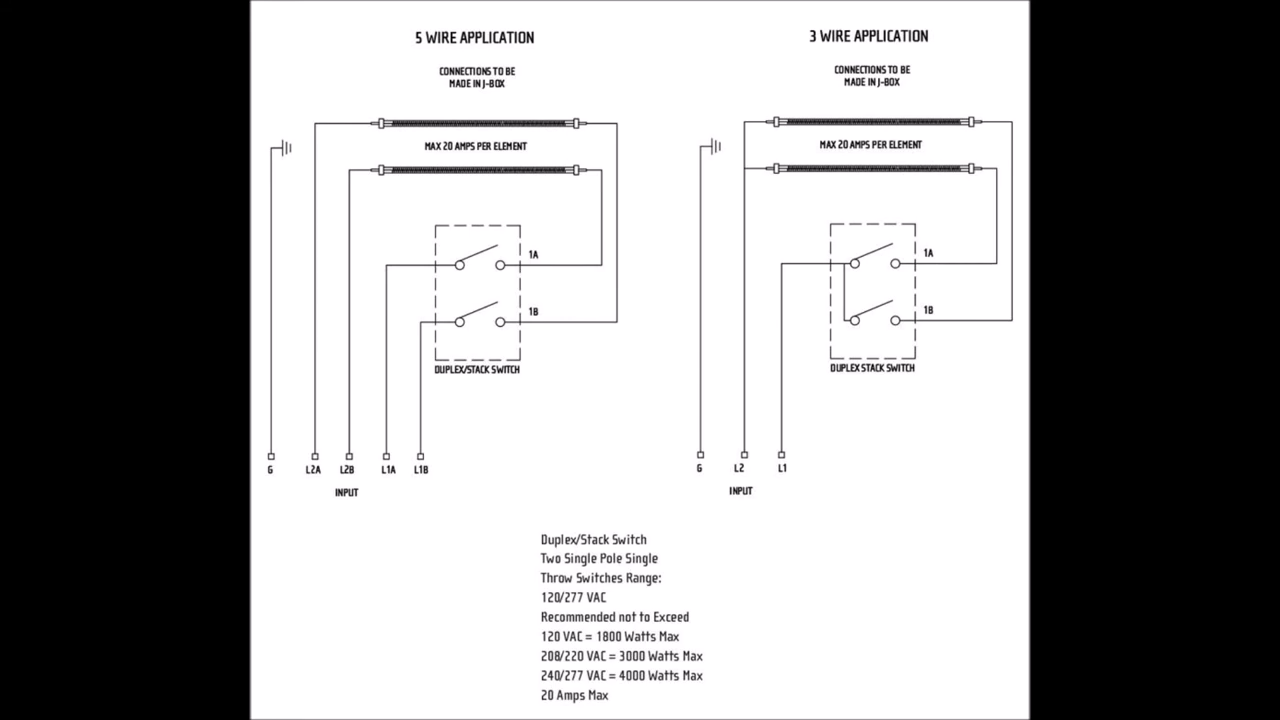 5 WIRE APPLICATION
CONNECTIONS TO BE
MADE IN J-BOX
MAX 20 AMPS PER ELEMENT
1A
1B
DUPLEX/STACK SWITCH
G
L2A
L2B
L1A
L1B
INPUT
3 WIRE APPLICATION
CONNECTIONS TO BE
MADE IN J-BOX
MAX 20 AMPS PER ELEMENT
1A
1B
DUPLEX STACK SWITCH
G
L2
L1
INPUT
Duplex/Stack Switch
Two Single Pole Single
Throw Switches Range:
120/277 VAC
Recommended not to Exceed
120 VAC = 1800 Watts Max
208/220 VAC = 3000 Watts Max
240/277 VAC = 4000 Watts Max
20 Amps Max